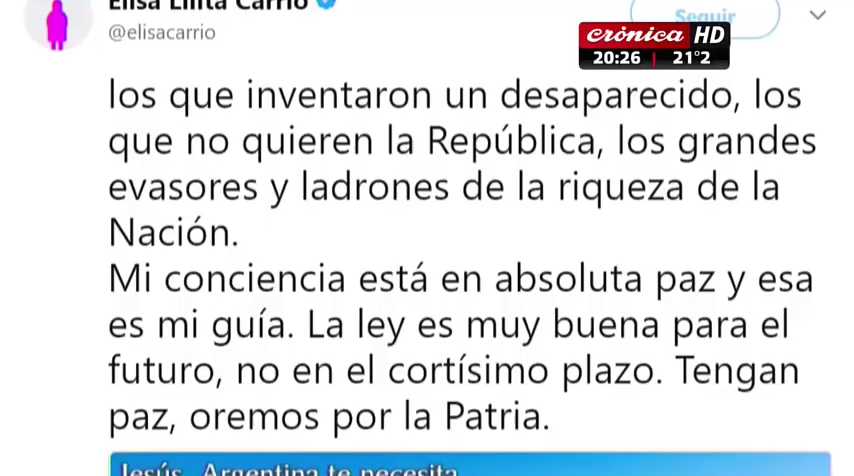 Elisa Lilita Carrió
@elisacarrio
Seguir
crónica HD
20:26 21°2
los que inventaron un desaparecido, los
que no quieren la República, los grandes
evasores y ladrones de la riqueza de la
Nación.
Mi conciencia está en absoluta paz y esa
es mi guía. La ley es muy buena para el
futuro, no en el cortísimo plazo. Tengan
paz, oremos por la Patria.
Jesús, Argentina te necesita